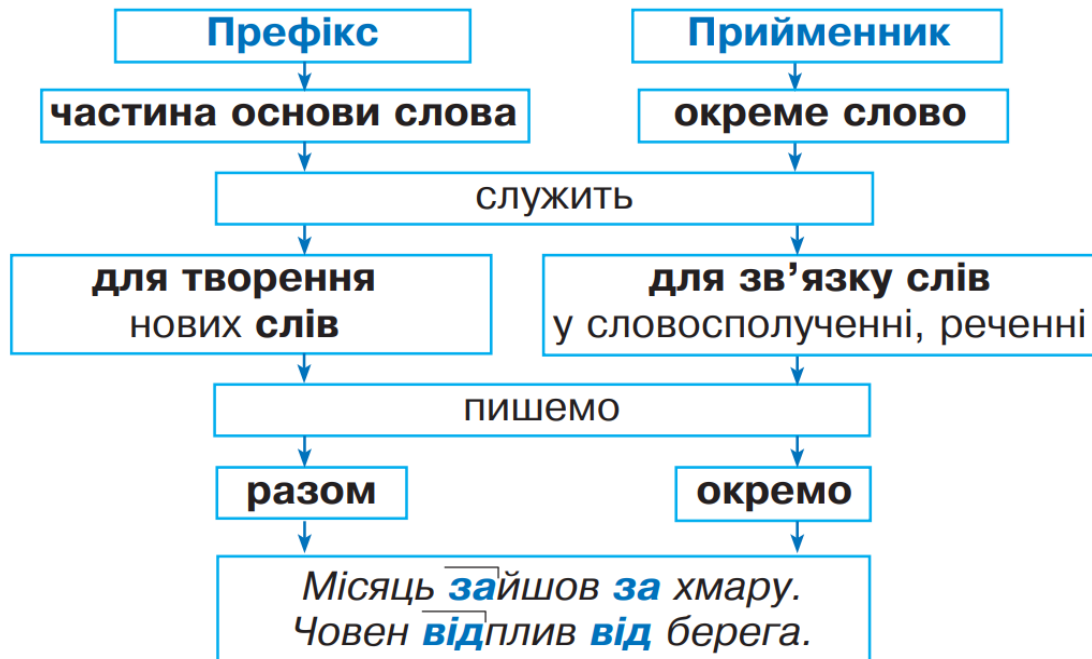 Префікс
Прийменник
частина основи слова
окреме слово
служить
для творення
нових слів
для зв’язку слів
у словосполученні, реченні
пишемо
разом
окремо
Місяць зайшов за хмару.
Човен відплив від берега.